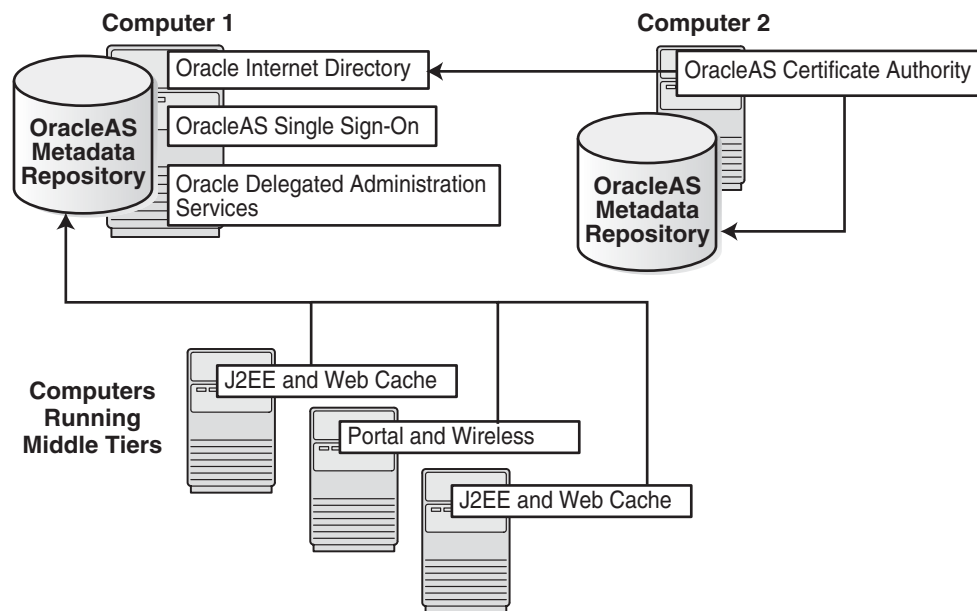 Computer 1
Computer 2
Oracle Internet Directory
OracleAS Certificate Authority
OracleAS
Metadata
Repository
OracleAS Single Sign-On
Oracle Delegated Administration
Services
OracleAS
Metadata
Repository
Computers
Running
Middle Tiers
J2EE and Web Cache
Portal and Wireless
J2EE and Web Cache